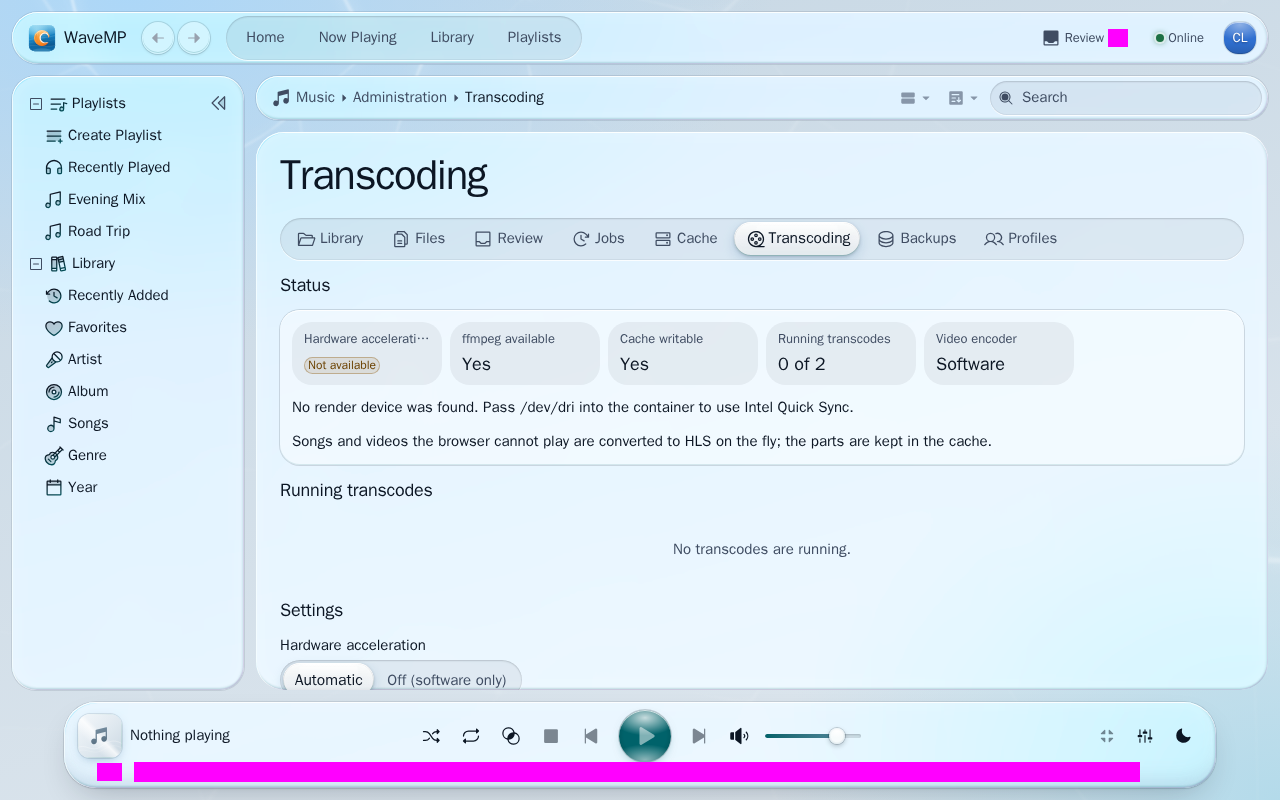 WaveMP
Home
Now Playing
Library
Playlists
Review
Online
CL
Playlists
Create Playlist
Recently Played
Evening Mix
Road Trip
Library
Recently Added
Favorites
Artist
Album
Songs
Genre
Year
Music
Administration
Transcoding
Search
Transcoding
Library
Files
Review
Jobs
Cache
Transcoding
Backups
Profiles
Status
Hardware accelerati…
Not available
ffmpeg available
Yes
Cache writable
Yes
Running transcodes
0 of 2
Video encoder
Software
No render device was found. Pass /dev/dri into the container to use Intel Quick Sync.
Songs and videos the browser cannot play are converted to HLS on the fly; the parts are kept in the cache.
Running transcodes
No transcodes are running.
Settings
Hardware acceleration
Automatic
Off (software only)
Nothing playing